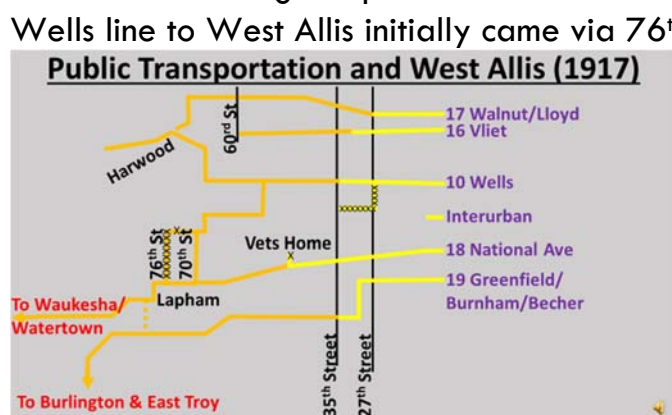 Wells line to West Allis initially came via 76
Public Transportation and West Allis (1917)
17 Walnut/Lloyd
16 Vliet
60rd St
Harwood
10 Wells
Interurban
76th St
70th St
Vets Home
18 National Ave
19 Greenfield/
Burnham/Becher
Lapham
To Waukesha/
Watertown
35th Street
27th Street
To Burlington & East Troy